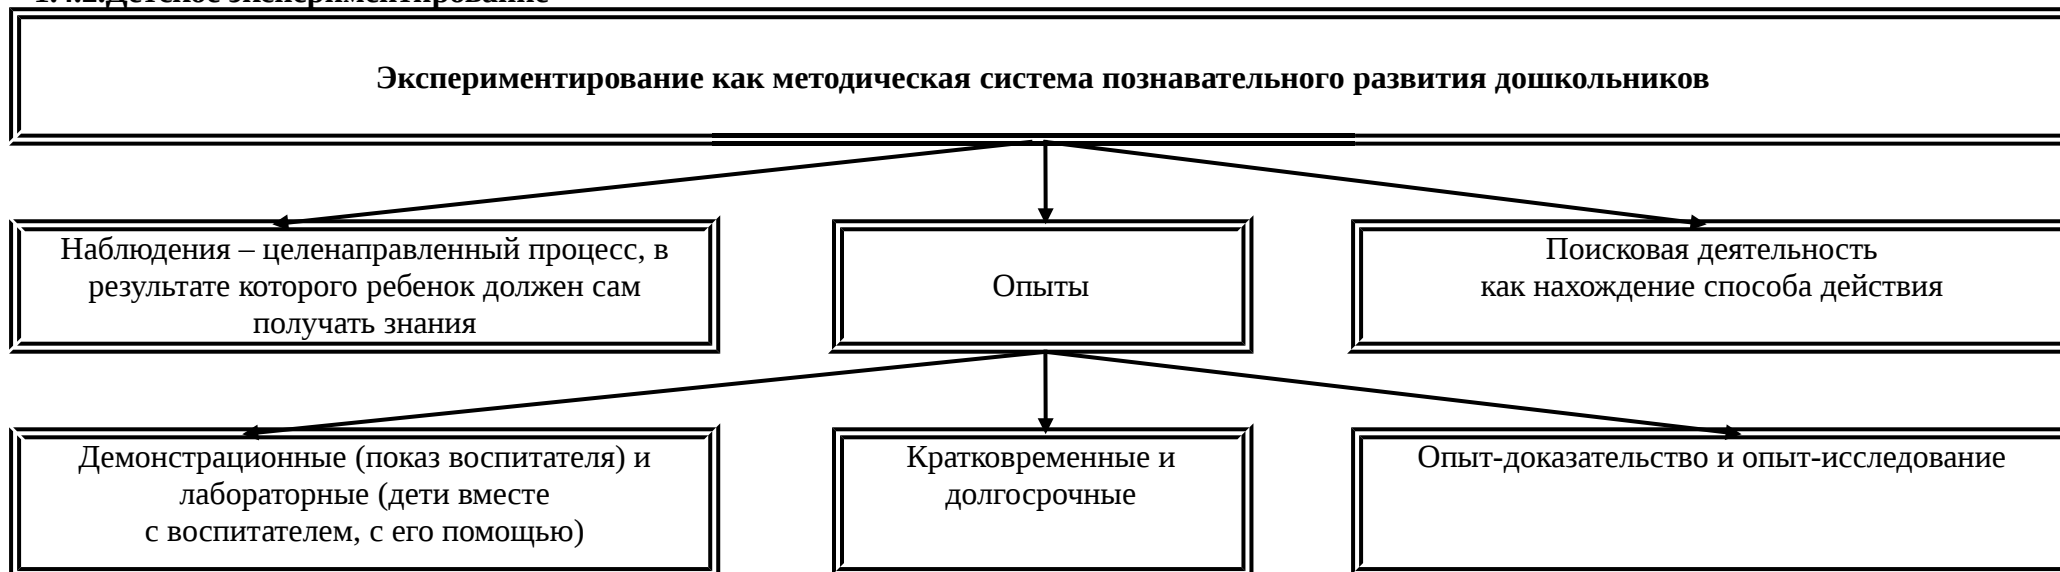 Экспериментирование как методическая система познавательного развития дошкольников
Наблюдения – целенаправленный процесс, в
результате которого ребенок должен сам
получать знания
Опыты
Поисковая деятельность
как нахождение способа действия
Демонстрационные (показ воспитателя) и
лабораторные (дети вместе
с воспитателем, с его помощью)
Кратковременные и
долгосрочные
Опыт-доказательство и опыт-исследование